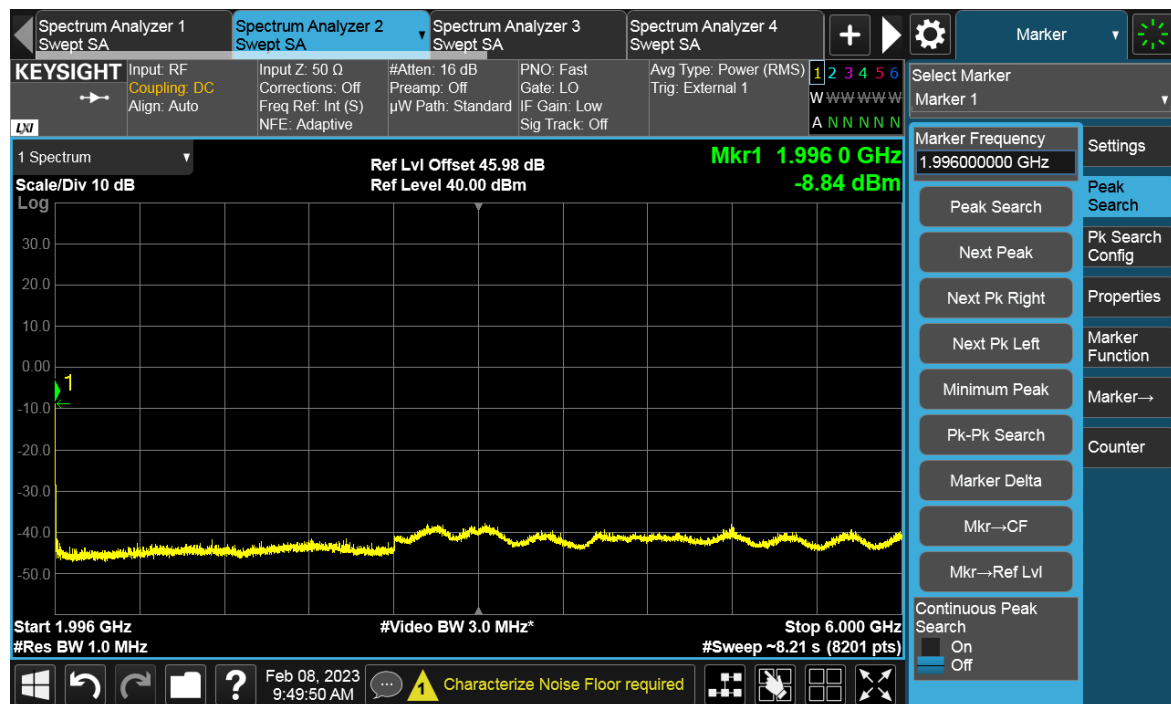 Spectrum Analyzer 1
Swept SA
Spectrum Analyzer 2
Swept SA
Spectrum Analyzer 3
Swept SA
Spectrum Analyzer 4
Swept SA
Marker
KEYSIGHT
LXI
Input: RF
Coupling: DC
Align: Auto
Input Z: 50 Ω
Corrections: Off
Freq Ref: Int (S)
NFE: Adaptive
#Atten: 16 dB
Preamp: Off
µW Path: Standard
PNO: Fast
Gate: LO
IF Gain: Low
Sig Track: Off
Avg Type: Power (RMS)
Trig: External 1
1 2 3 4 5 6
W W W W W W
A N N N N N
Select Marker
Marker 1
1 Spectrum
Scale/Div 10 dB
Log
Ref Lvl Offset 45.98 dB
Ref Level 40.00 dBm
Mkr1 1.996 0 GHz
-8.84 dBm
30.0
20.0
10.0
0.00
1
-10.0
-20.0
-30.0
-40.0
-50.0
Start 1.996 GHz
#Res BW 1.0 MHz
#Video BW 3.0 MHz*
Stop 6.000 GHz
#Sweep ~8.21 s (8201 pts)
Marker Frequency
1.996000000 GHz
Peak Search
Next Peak
Next Pk Right
Next Pk Left
Minimum Peak
Pk-Pk Search
Marker Delta
Mkr→CF
Mkr→Ref Lvl
Continuous Peak
Search
On
Off
Settings
Peak
Search
Pk Search
Config
Properties
Marker
Function
Marker→
Counter
?
Feb 08, 2023
9:49:50 AM
1
Characterize Noise Floor required